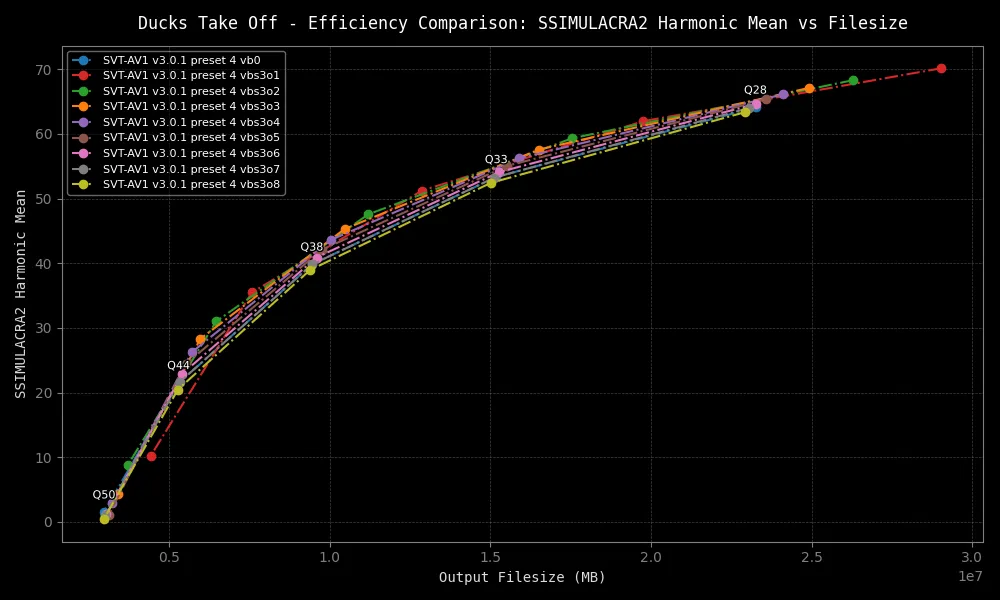 Ducks Take Off - Efficiency Comparison: SSIMULACRA2 Harmonic Mean vs Filesize
SVT-AV1 v3.0.1 preset 4 vb0
SVT-AV1 v3.0.1 preset 4 vbs3o1
SVT-AV1 v3.0.1 preset 4 vbs3o2
SVT-AV1 v3.0.1 preset 4 vbs3o3
SVT-AV1 v3.0.1 preset 4 vbs3o4
SVT-AV1 v3.0.1 preset 4 vbs3o5
SVT-AV1 v3.0.1 preset 4 vbs3o6
SVT-AV1 v3.0.1 preset 4 vbs3o7
SVT-AV1 v3.0.1 preset 4 vbs3o8
SSIMULACRA2 Harmonic Mean
70
60
50
40
30
20
10
0
Q28
Q33
Q38
Q44
Q50
0.5
1.0
1.5
2.0
2.5
3.0
1e7
Output Filesize (MB)